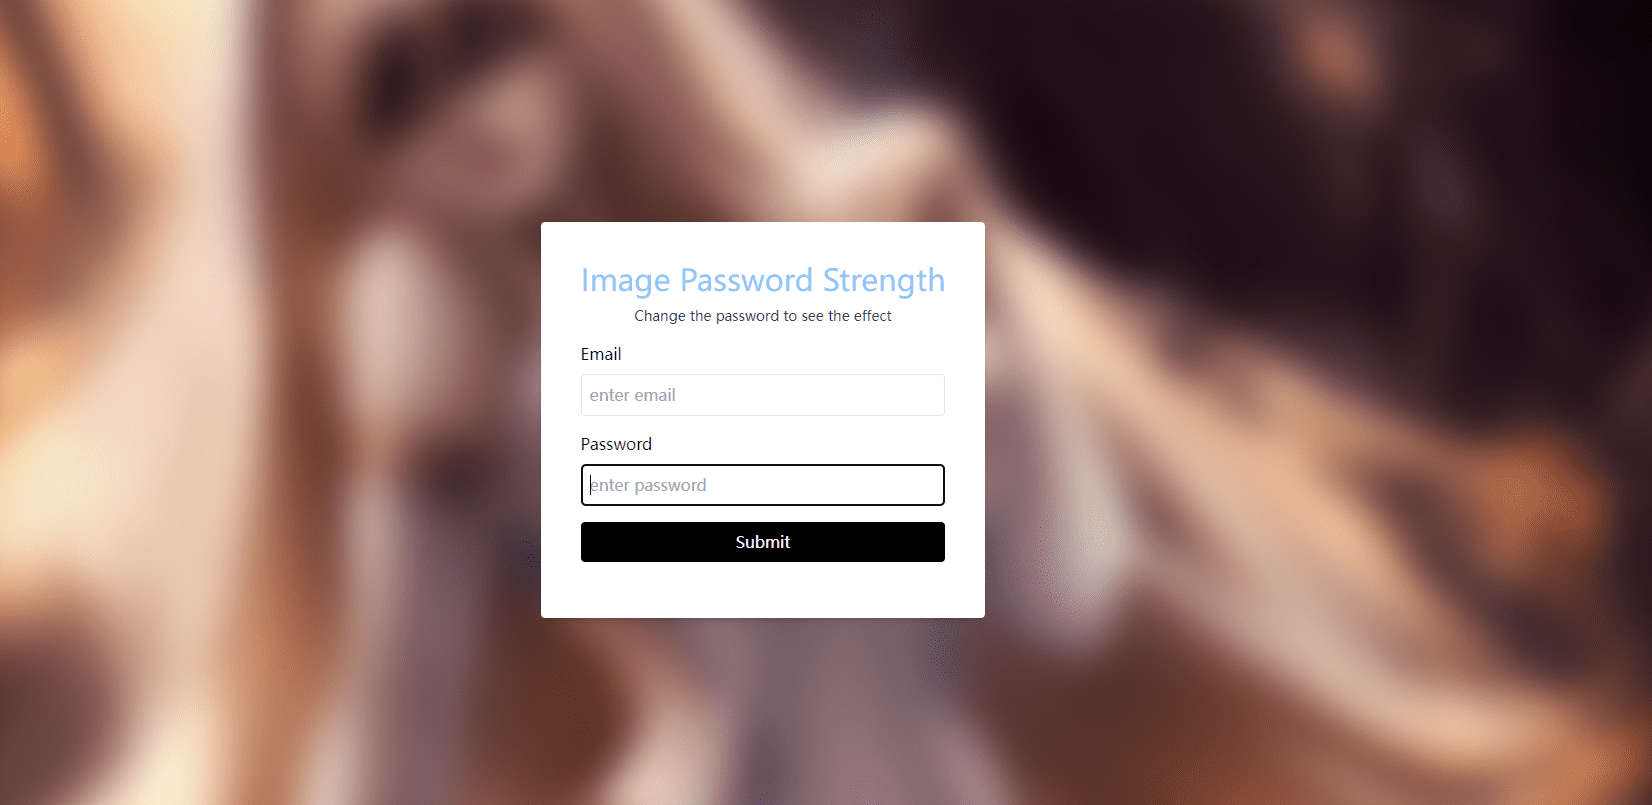 Image Password Strength
Change the password to see the effect
Email
enter email
Password
enter password
Submit